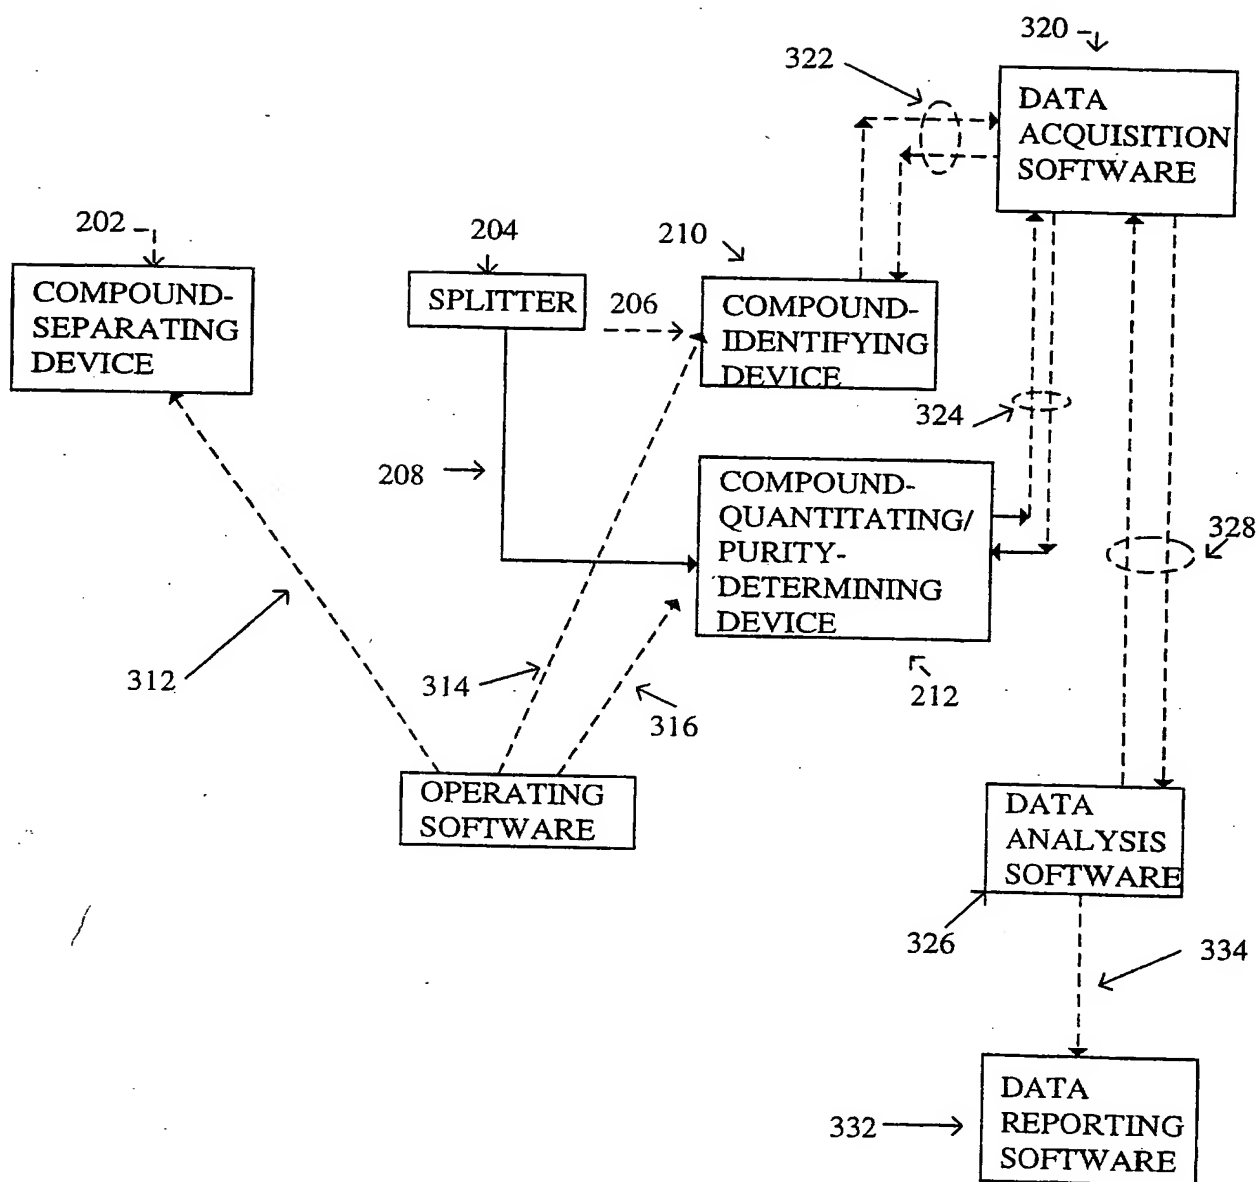 320
322
DATA
ACQUISITION
SOFTWARE
202
204
210
COMPOUND-
SEPARATING
DEVICE
SPLITTER
206
COMPOUND-
IDENTIFYING
DEVICE
324
208
COMPOUND-
QUANTITATING/
PURITY-
DETERMINING
DEVICE
328
312
314
316
212
OPERATING
SOFTWARE
DATA
ANALYSIS
SOFTWARE
326
334
332
DATA
REPORTING
SOFTWARE